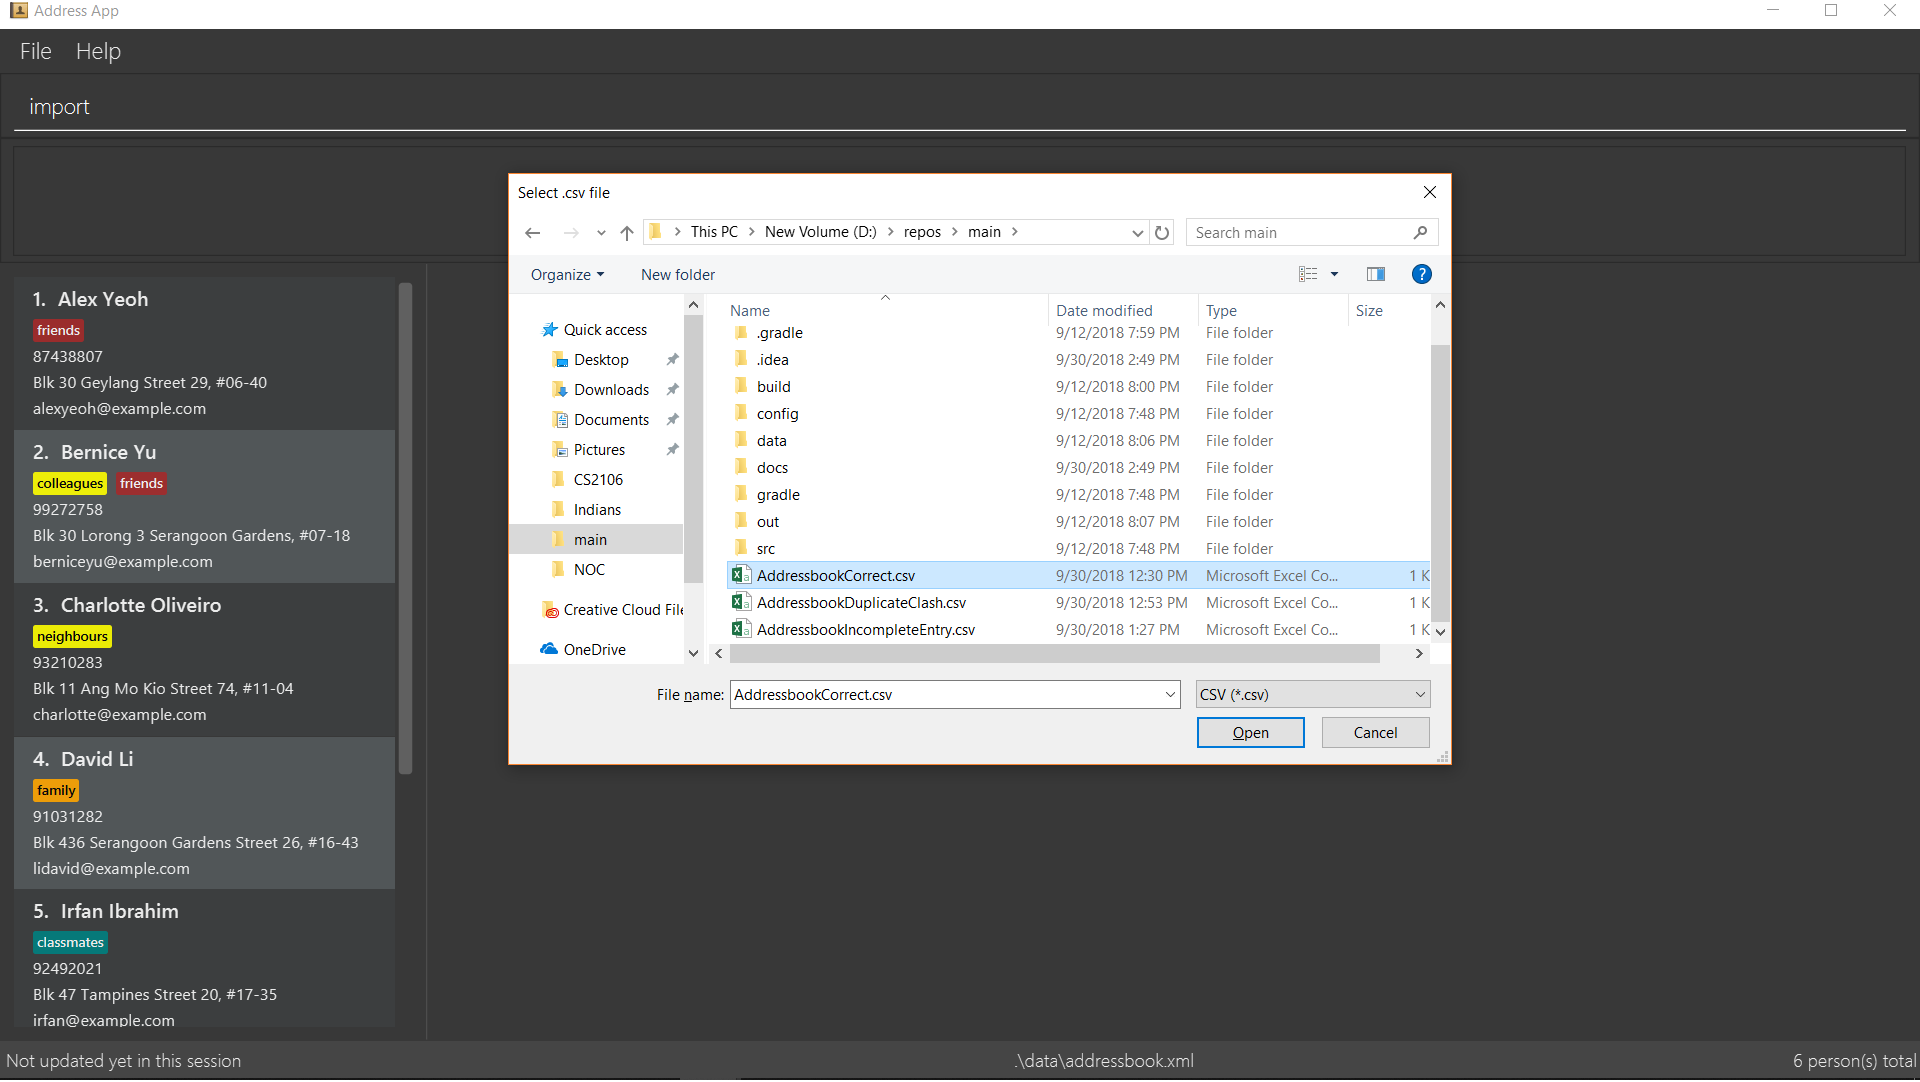 Address App
File Help
import
Select .csv file
This PC New Volume (D:) repos main
Search main
Organize New folder
Quick access
Desktop
Downloads
Documents
Pictures
CS2106
Indians
main
NOC
Creative Cloud File
OneDrive
Name Date modified Type Size
.gradle 9/12/2018 7:59 PM File folder
.idea 9/30/2018 2:49 PM File folder
build 9/12/2018 8:00 PM File folder
config 9/12/2018 7:48 PM File folder
data 9/12/2018 8:06 PM File folder
docs 9/30/2018 2:49 PM File folder
gradle 9/12/2018 7:48 PM File folder
out 9/12/2018 8:07 PM File folder
src 9/12/2018 7:48 PM File folder
AddressbookCorrect.csv 9/30/2018 12:30 PM Microsoft Excel Co... 1 K
AddressbookDuplicateClash.csv 9/30/2018 12:53 PM Microsoft Excel Co... 1 K
AddressbookIncompleteEntry.csv 9/30/2018 1:27 PM Microsoft Excel Co... 1 K
File name: AddressbookCorrect.csv CSV (*.csv)
Open Cancel
1. Alex Yeoh
friends
87438807
Blk 30 Geylang Street 29, #06-40
alexyeoh@example.com
2. Bernice Yu
colleagues friends
99272758
Blk 30 Lorong 3 Serangoon Gardens, #07-18
berniceyu@example.com
3. Charlotte Oliveiro
neighbours
93210283
Blk 11 Ang Mo Kio Street 74, #11-04
charlotte@example.com
4. David Li
family
91031282
Blk 436 Serangoon Gardens Street 26, #16-43
lidavid@example.com
5. Irfan Ibrahim
classmates
92492021
Blk 47 Tampines Street 20, #17-35
irfan@example.com
Not updated yet in this session .\data\addressbook.xml 6 person(s) total